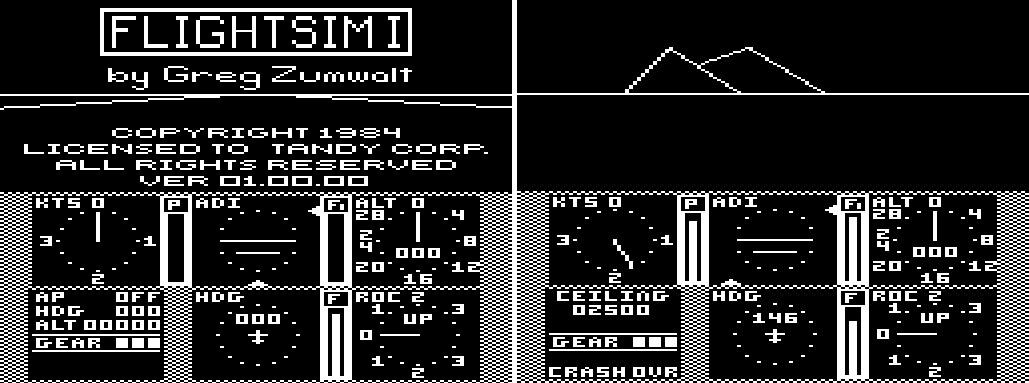 FLIGHTSIM I
by Greg Zumwalt
COPYRIGHT 1984
LICENSED TO TANDY CORP.
ALL RIGHTS RESERVED
VER 01.00.00
KTS 0
3 1
2
P
ADI
ALT 0
28 4
24 8
000
20 12
16
AP OFF
HDG 000
ALT 00000
GEAR
HDG
000
F
ROC 2
1 3
UP
0
1 3
2
KTS 0
3 1
2
P
ADI
ALT 0
28 4
24 8
000
20 12
16
CEILING
02500
GEAR
CRASH OVR
HDG
146
F
ROC 2
1 3
UP
0
1 3
2